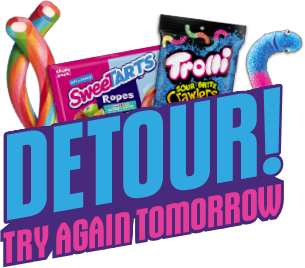 SweeTARTS
Ropes
Trolli
SOUR BRITE
Crawlers
DETOUR!
TRY AGAIN TOMORROW